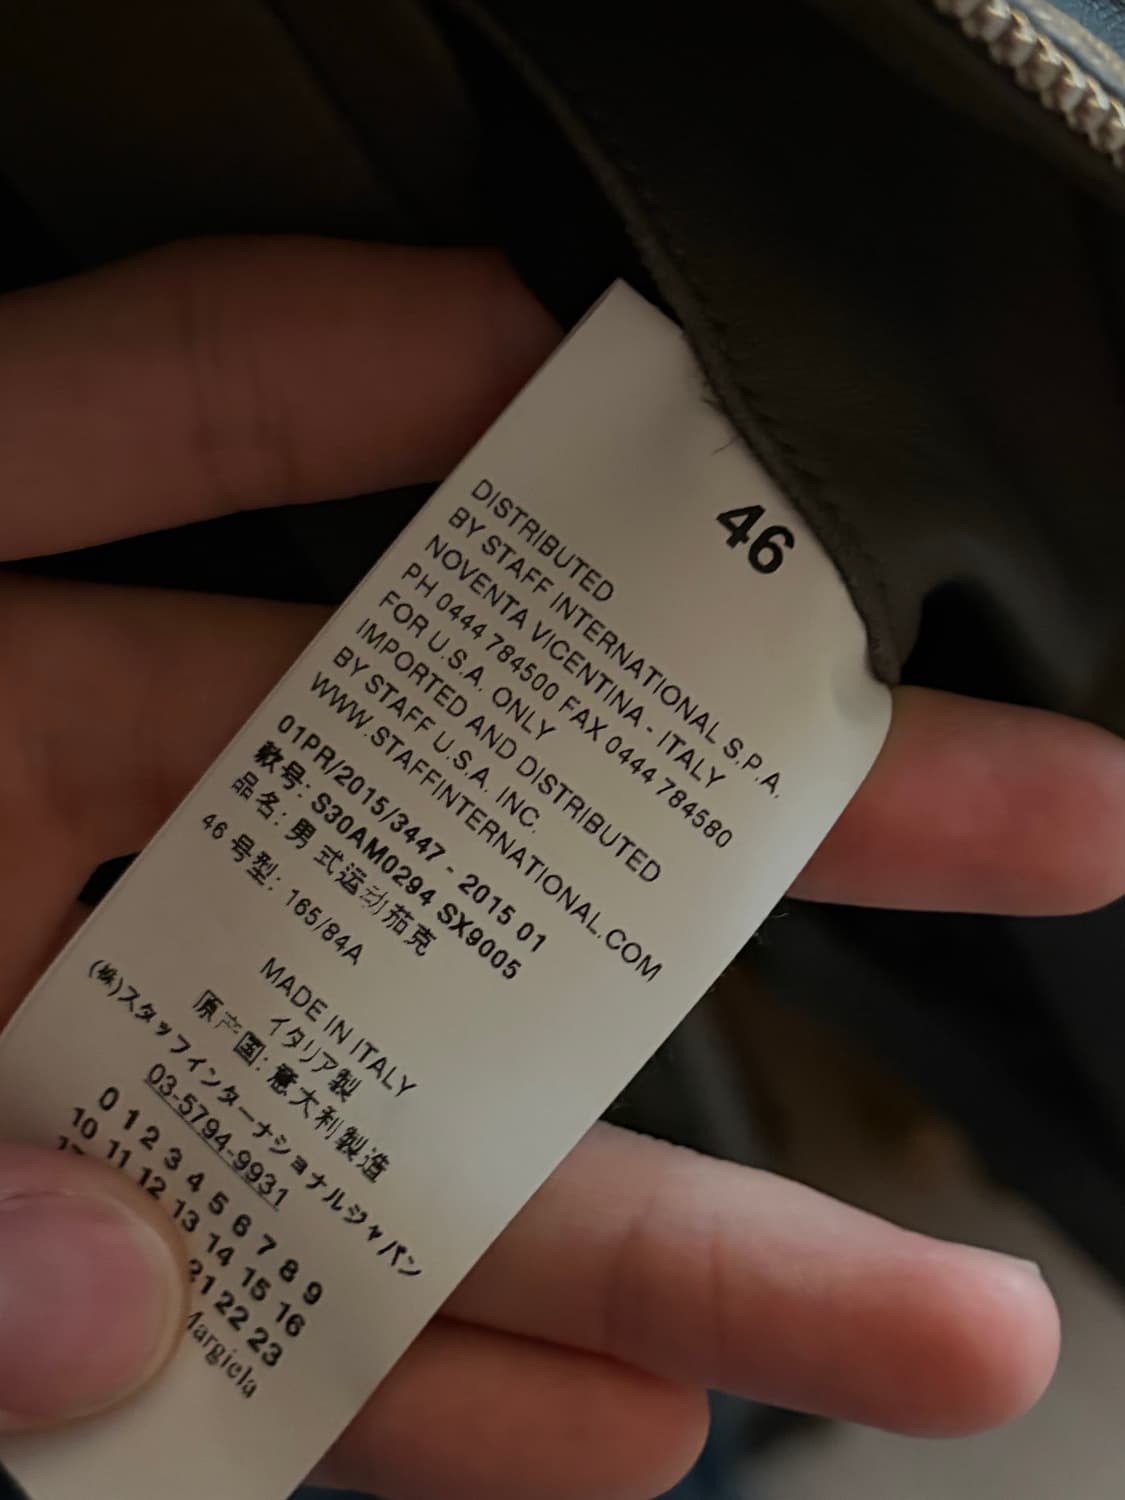 46
DISTRIBUTED
BY STAFF INTERNATIONAL S.P.A.
NOVENTA VICENTINA - ITALY
PH 0444 784500 FAX 0444 784580
FOR U.S.A. ONLY
IMPORTED AND DISTRIBUTED
BY STAFF U.S.A. INC.
WWW.STAFFINTERNATIONAL.COM
01PR/2015/3447 - 2015 01
款号: S30AM0294 SX9005
品名: 男式运动茄克
46 号型: 165/84A
MADE IN ITALY
イタリア製
原产国: 意大利製造
(株)スタッフインターナショナルジャパン
03-5794-9931
0 1 2 3 4 5 6 7 8 9
10 11 12 13 14 15 16
21 22 23